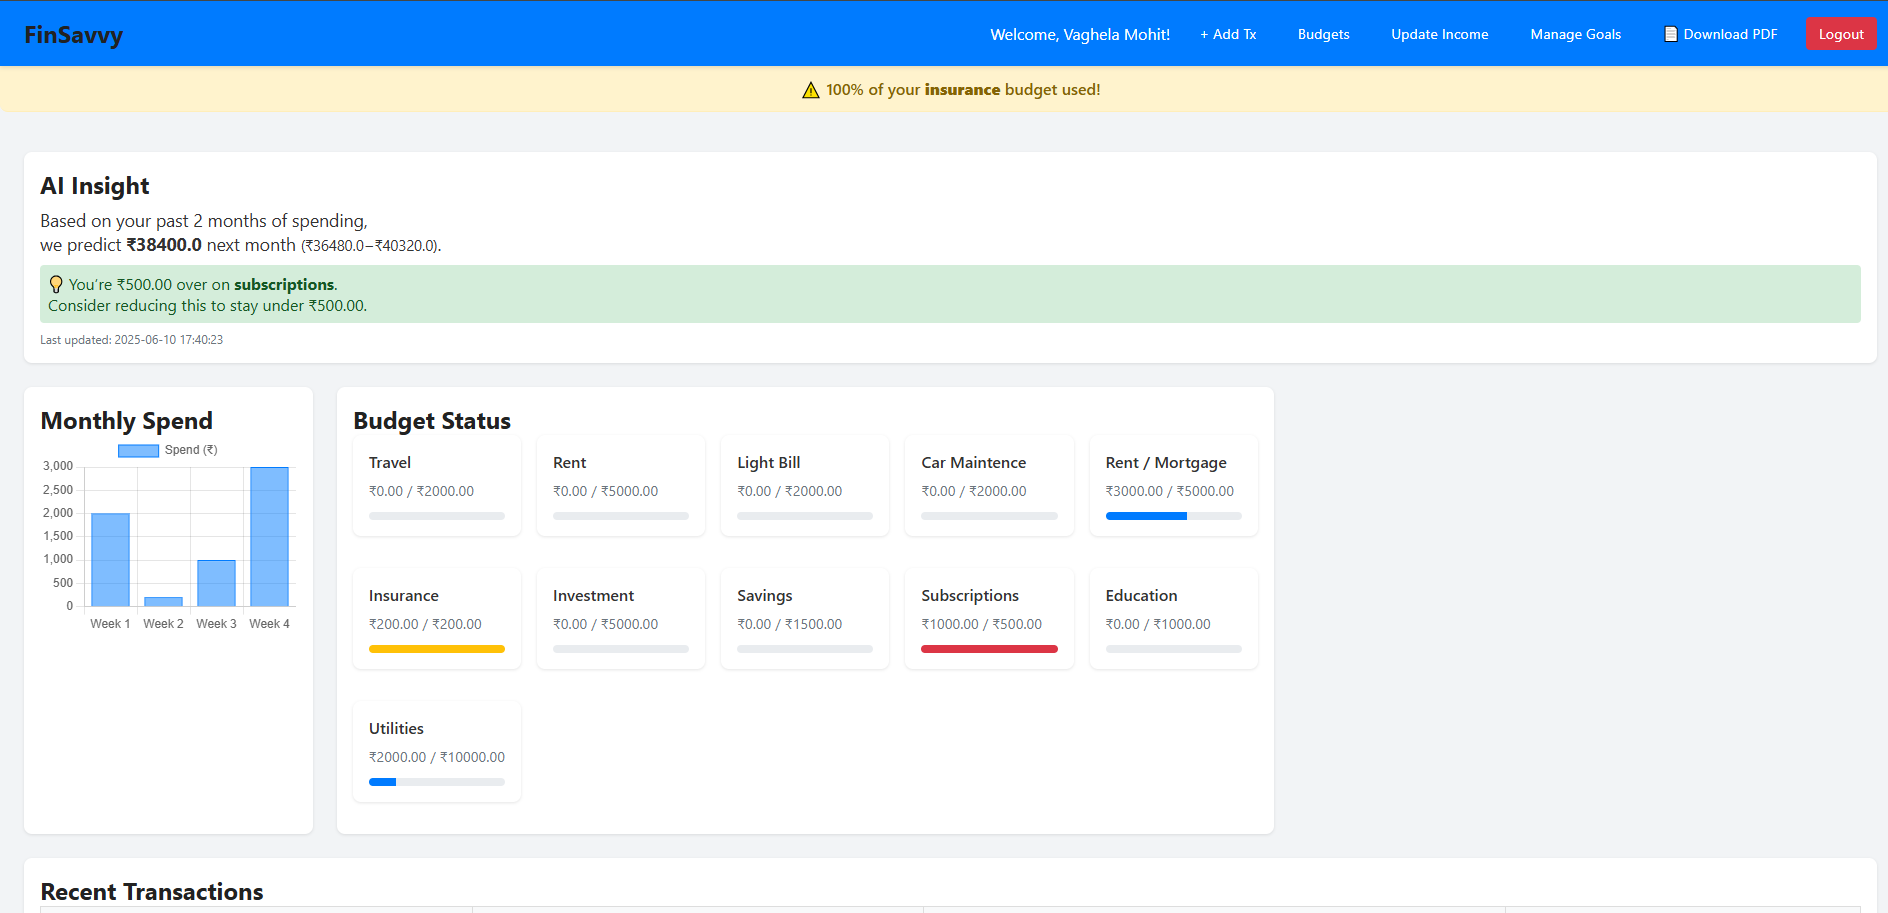 FinSavvy
Welcome, Vaghela Mohit!
+ Add Tx
Budgets
Update Income
Manage Goals
Download PDF
Logout
100% of your insurance budget used!
AI Insight
Based on your past 2 months of spending,
we predict ₹38400.0 next month (₹36480.0–₹40320.0).
You're ₹500.00 over on subscriptions.
Consider reducing this to stay under ₹500.00.
Last updated: 2025-06-10 17:40:23
Monthly Spend
Spend (₹)
3,000
2,500
2,000
1,500
1,000
500
0
Week 1
Week 2
Week 3
Week 4
Budget Status
Travel
₹0.00 / ₹2000.00
Rent
₹0.00 / ₹5000.00
Light Bill
₹0.00 / ₹2000.00
Car Maintence
₹0.00 / ₹2000.00
Rent / Mortgage
₹3000.00 / ₹5000.00
Insurance
₹200.00 / ₹200.00
Investment
₹0.00 / ₹5000.00
Savings
₹0.00 / ₹1500.00
Subscriptions
₹1000.00 / ₹500.00
Education
₹0.00 / ₹1000.00
Utilities
₹2000.00 / ₹10000.00
Recent Transactions